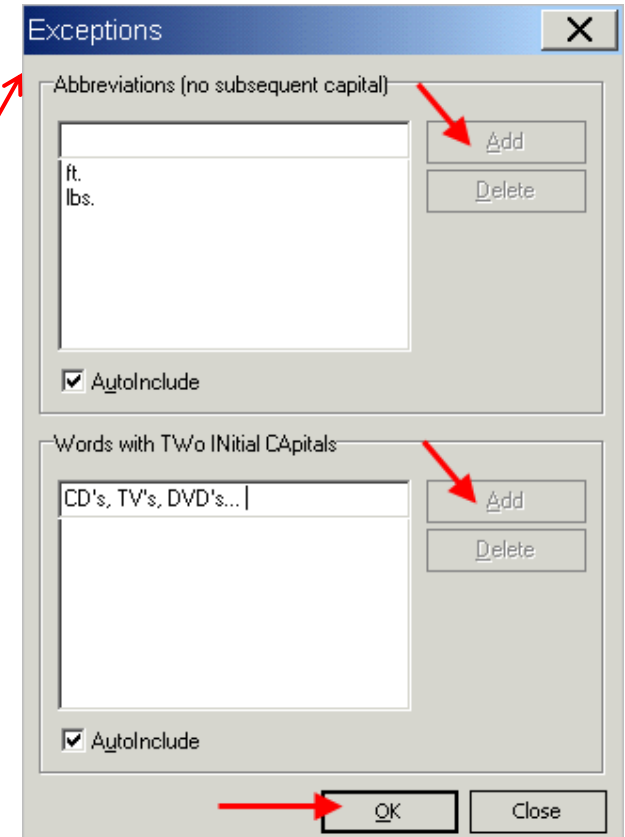 Exceptions
Abbreviations (no subsequent capital)
Add
ft.
lbs.
Delete
AutoInclude
Words with TWo INitial CApitals
CD's, TV's, DVD's...
Add
Delete
AutoInclude
OK
Close